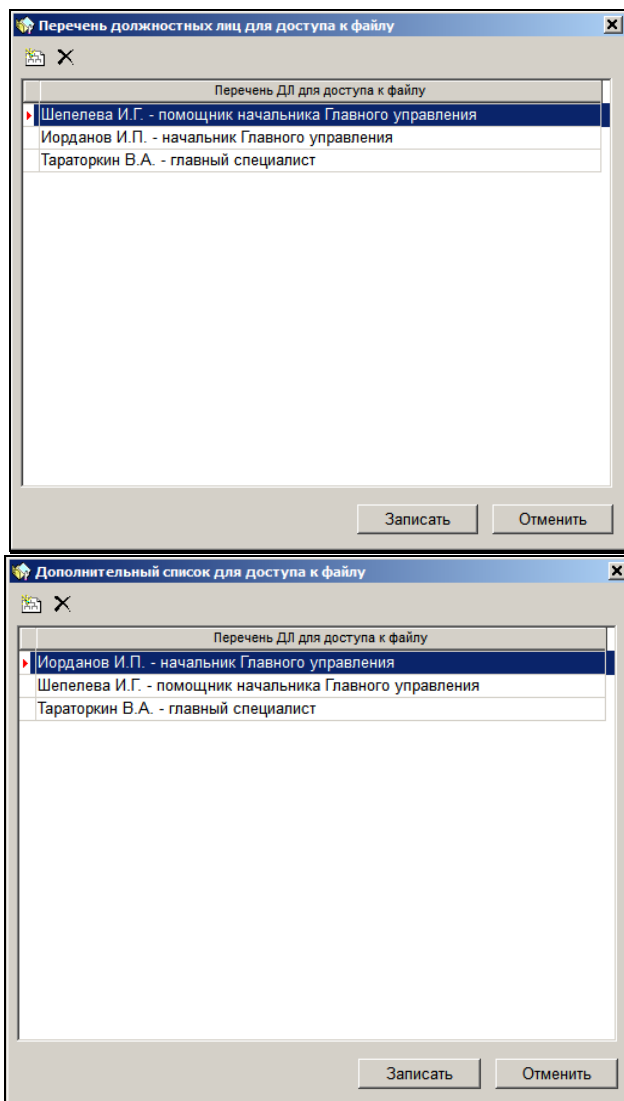 Перечень должностных лиц для доступа к файлу
Перечень ДЛ для доступа к файлу
Шепелева И.Г. - помощник начальника Главного управления
Иорданов И.П. - начальник Главного управления
Тараторкин В.А. - главный специалист
Записать Отменить
Дополнительный список для доступа к файлу
Перечень ДЛ для доступа к файлу
Иорданов И.П. - начальник Главного управления
Шепелева И.Г. - помощник начальника Главного управления
Тараторкин В.А. - главный специалист
Записать Отменить